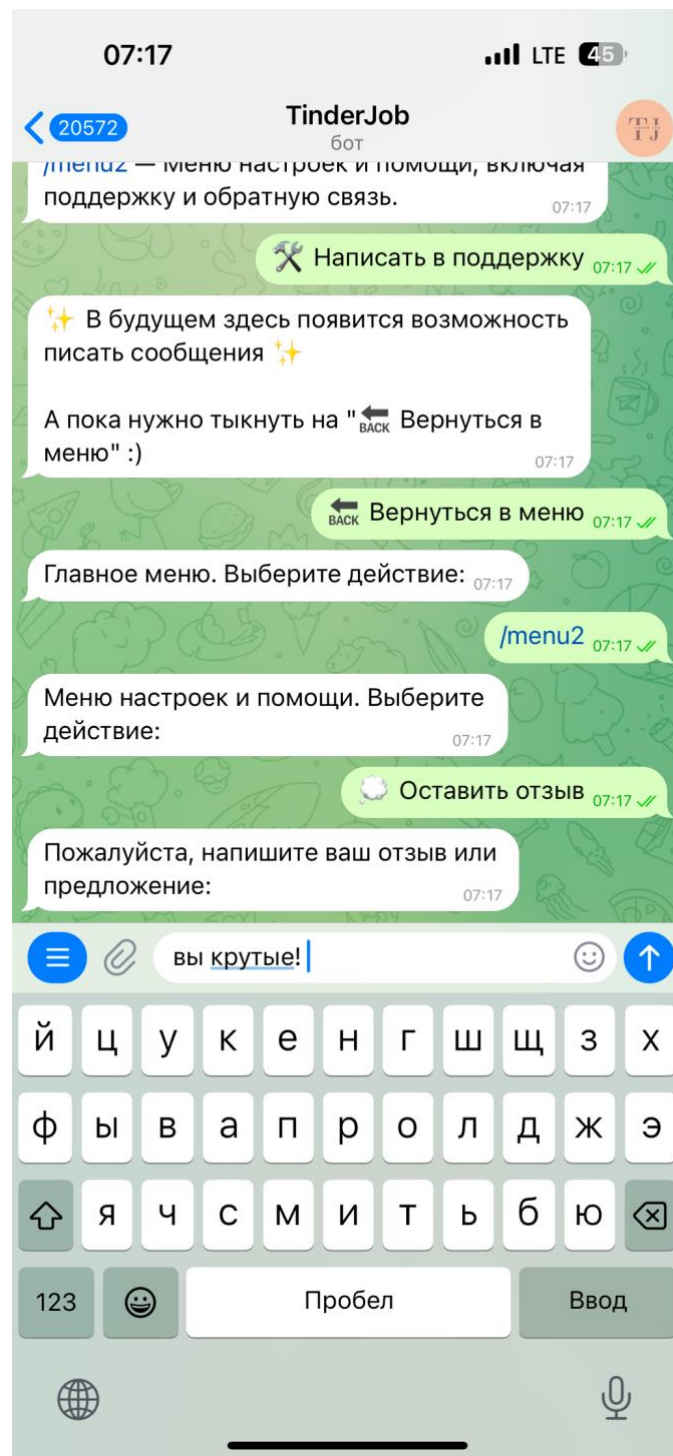 07:17
LTE 45
20572
TinderJob
бот
TJ
/menu2 — Меню настроек и помощи, включая
поддержку и обратную связь.
07:17
🛠 Написать в поддержку 07:17
✨ В будущем здесь появится возможность
писать сообщения ✨
А пока нужно тыкнуть на "🔙 Вернуться в
меню" :)
07:17
🔙 Вернуться в меню 07:17
Главное меню. Выберите действие: 07:17
/menu2 07:17
Меню настроек и помощи. Выберите
действие:
07:17
💭 Оставить отзыв 07:17
Пожалуйста, напишите ваш отзыв или
предложение:
07:17
вы крутые!
й ц у к е н г ш щ з х
ф ы в а п р о л д ж э
я ч с м и т ь б ю
123 Пробел Ввод